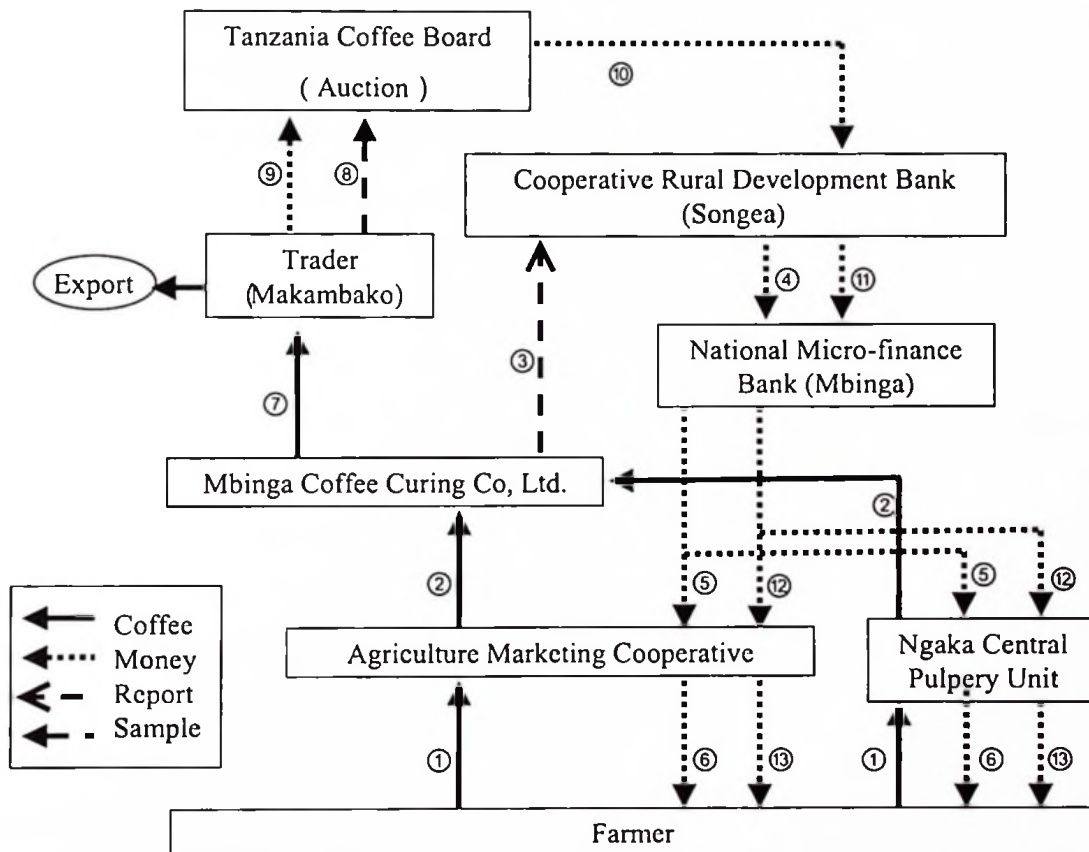 Tanzania Coffee Board
( Auction )
⑩
⑨
⑧
Cooperative Rural Development Bank
(Songea)
Export
Trader
(Makambako)
④
⑪
③
National Micro-finance
Bank (Mbinga)
⑦
Mbinga Coffee Curing Co, Ltd.
②
②
⑤
⑫
⑤
⑫
Coffee
Money
Report
Sample
Agriculture Marketing Cooperative
Ngaka Central
Pulpery Unit
①
⑥
⑬
①
⑥
⑬
Farmer